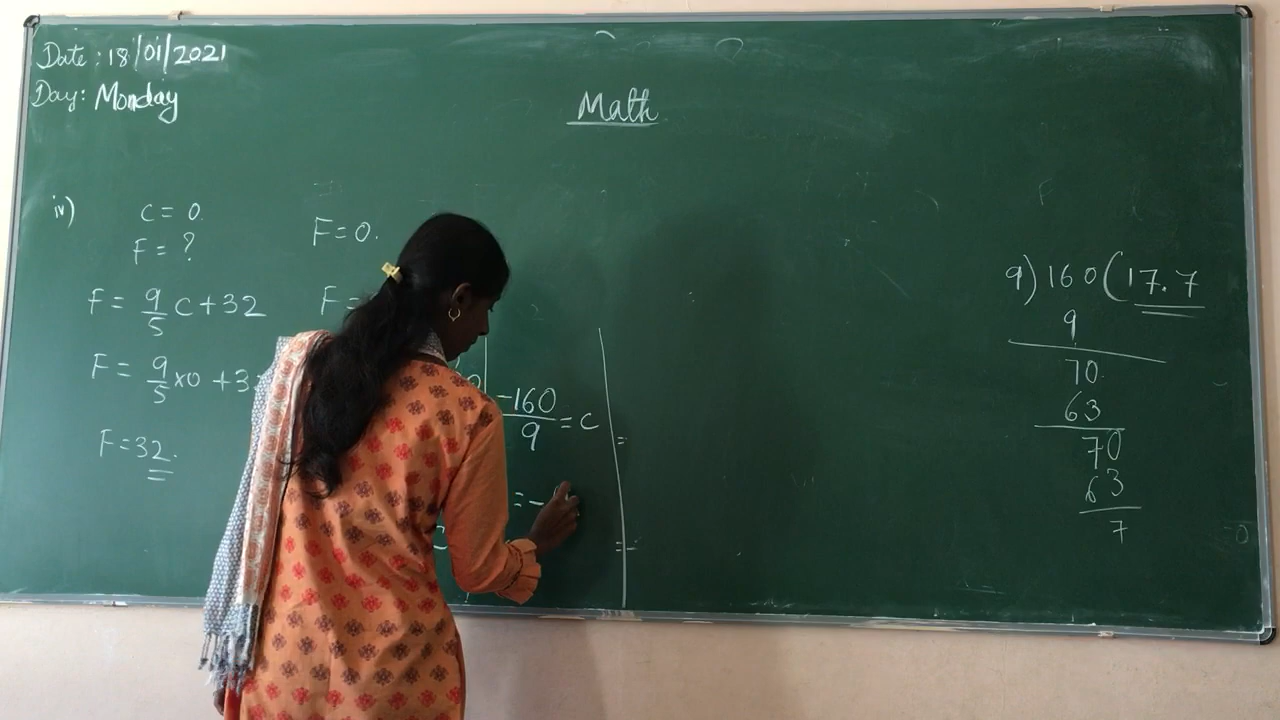 Date: 18/01/2021
Day: Monday
Math
iv)
C = 0.
F = ?
F = 9/5 C + 32
F = 9/5 x 0 + 3
F = 32.
F = 0.
F =
-160/9 = C
= -
=
=
9) 160 (17.7
9
70
63
70
63
7